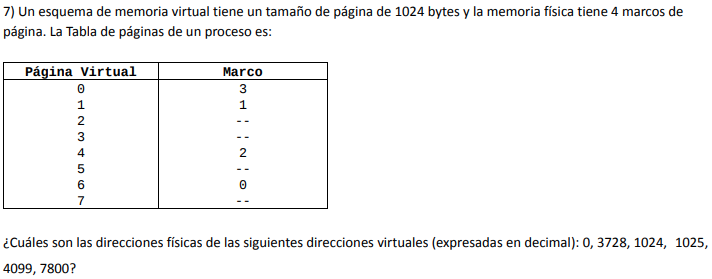 7) Un esquema de memoria virtual tiene un tamaño de página de 1024 bytes y la memoria física tiene 4 marcos de
página. La Tabla de páginas de un proceso es:
Página Virtual Marco
0 3
1 1
2 --
3 --
4 2
5 --
6 0
7 --
¿Cuáles son las direcciones físicas de las siguientes direcciones virtuales (expresadas en decimal): 0, 3728, 1024, 1025,
4099, 7800?